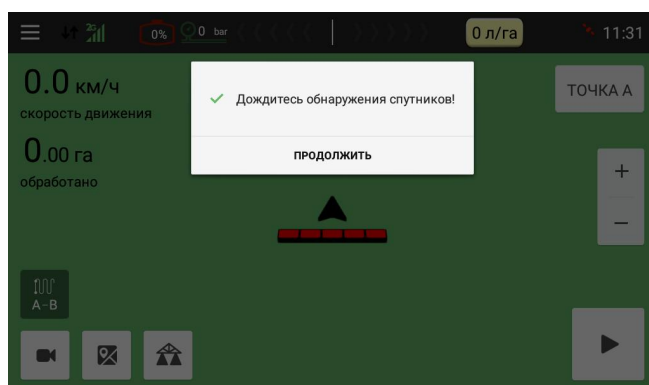 2G
0%
0 bar
0 л/га
11:31
0.0 км/ч
скорость движения
0.00 га
обработано
Дождитесь обнаружения спутников!
ПРОДОЛЖИТЬ
ТОЧКА А
+
−
A-B